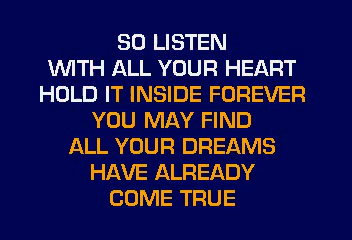 SO LISTEN
WITH ALL YOUR HEART
HOLD IT INSIDE FOREVER
YOU MAY FIND
ALL YOUR DREAMS
HAVE ALREADY
COME TRUE